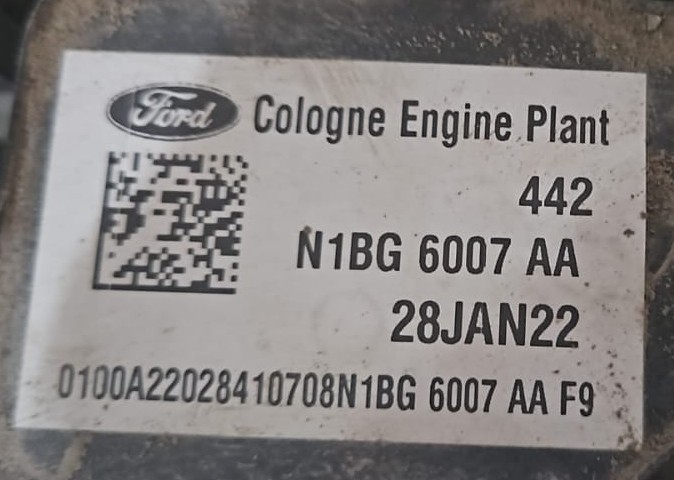 Ford Cologne Engine Plant
442
N1BG 6007 AA
28JAN22
0100A22028410708N1BG 6007 AA F9